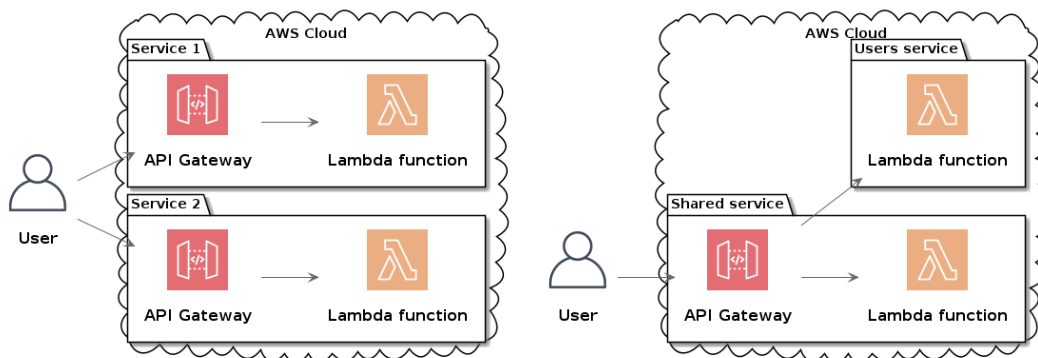 AWS Cloud
Service 1
API Gateway
Lambda function
User
Service 2
API Gateway
Lambda function
AWS Cloud
Users service
Lambda function
Shared service
User
API Gateway
Lambda function